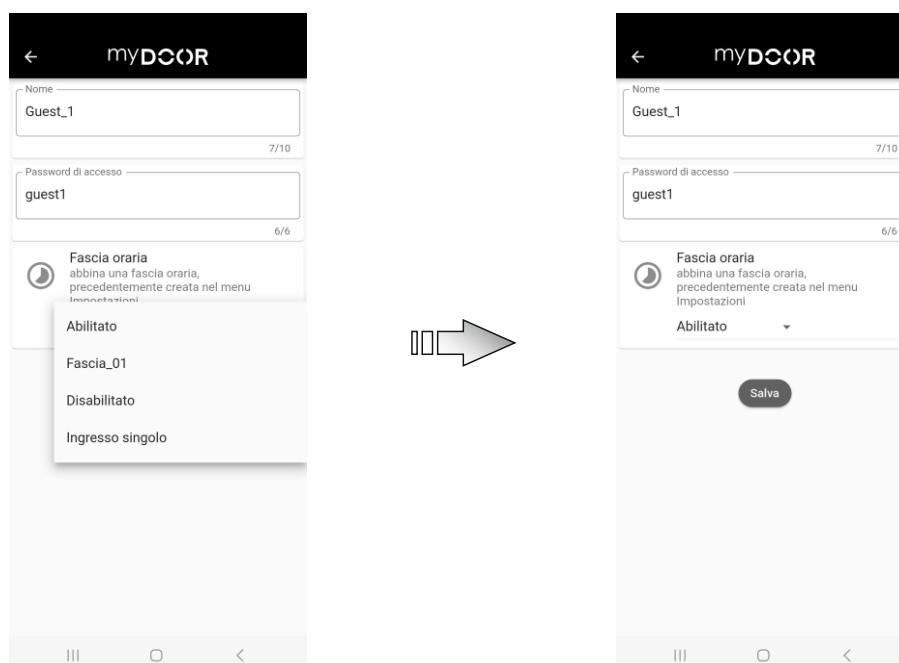 myDOOR
Nome
Guest_1
7/10
Password di accesso
guest1
6/6
Fascia oraria
abbina una fascia oraria,
precedentemente creata nel menu
Impostazioni
Abilitato
Fascia_01
Disabilitato
Ingresso singolo
myDOOR
Nome
Guest_1
7/10
Password di accesso
guest1
6/6
Fascia oraria
abbina una fascia oraria,
precedentemente creata nel menu
Impostazioni
Abilitato
Salva